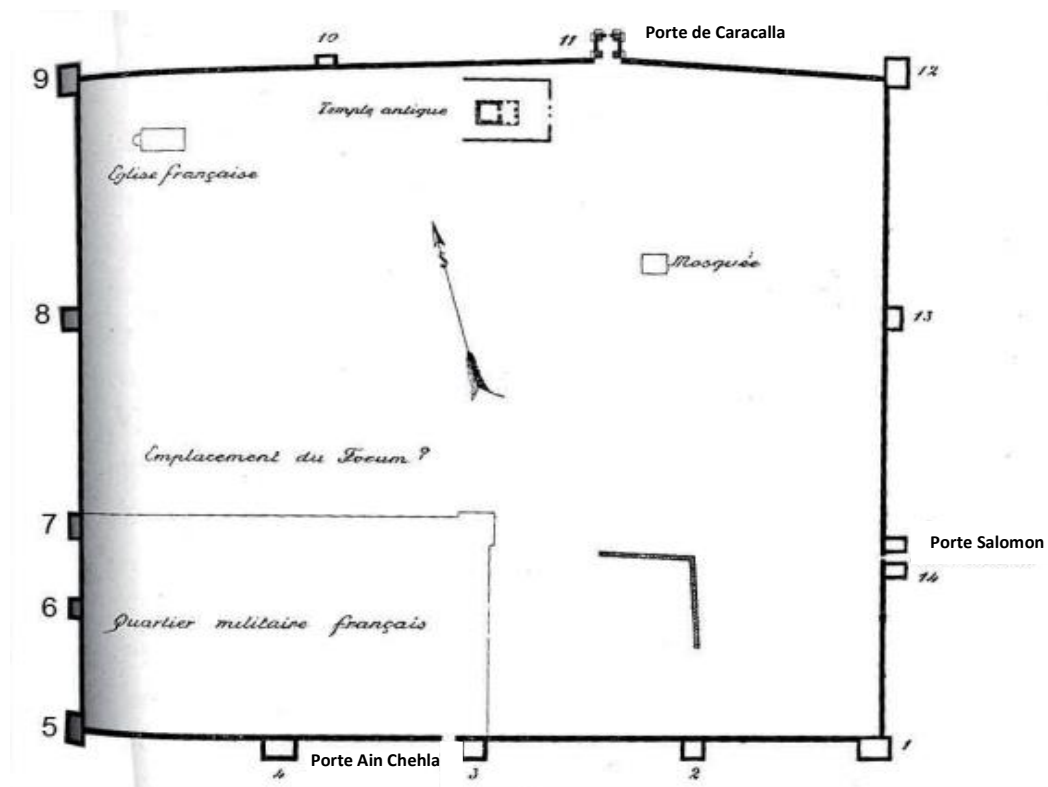 10
11
Porte de Caracalla
9
12
Temple antique
Eglise française
S
Mosquée
8
13
Emplacement du Forum ?
7
Porte Salomon
14
6
Quartier militaire français
5
4
Porte Ain Chehla
3
2
1